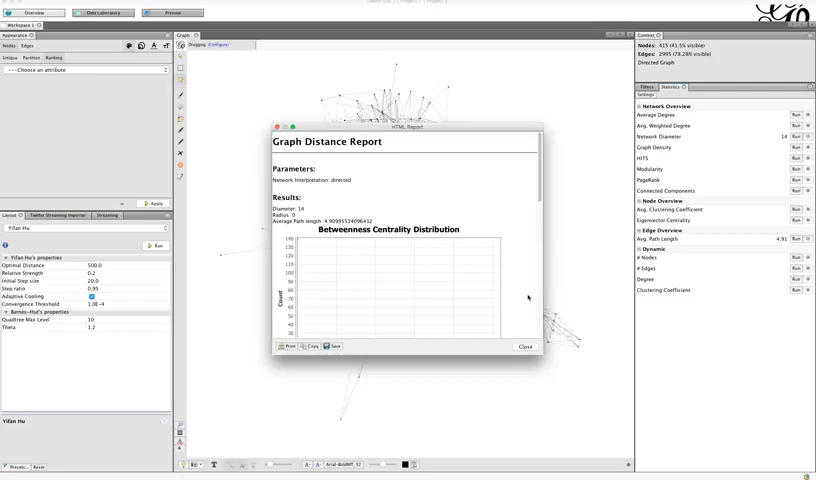 Overview
Data Laboratory
Preview
Workspace 1
Appearance
Nodes Edges
Unique Partition Ranking
---Choose an attribute
Apply
Layout
Twitter Streaming Importer
Streaming
Yifan Hu
Run
Yifan Hu's properties
Optimal Distance 500.0
Relative Strength 0.2
Initial Step size 20.0
Step ratio 0.95
Adaptive Cooling
Convergence Threshold 1.0E-4
Barnes-Hut's properties
Quadtree Max Level 10
Theta 1.2
Yifan Hu
Presets... Reset
Graph
Dragging (Configure)
HTML Report
Graph Distance Report
Parameters:
Network Interpretation: directed
Results:
Diameter: 14
Radius: 0
Average Path length: 4.90995514096432
Betweenness Centrality Distribution
140
130
120
110
100
90
80
70
60
50
40
30
Count
Print Copy Save
Close
Arial-BoldMT, 32
Context
Nodes: 415 (41.5% visible)
Edges: 2995 (78.28% visible)
Directed Graph
Filters Statistics
Settings
Network Overview
Average Degree Run
Avg. Weighted Degree Run
Network Diameter 14 Run
Graph Density Run
HITS Run
Modularity Run
PageRank Run
Connected Components Run
Node Overview
Avg. Clustering Coefficient Run
Eigenvector Centrality Run
Edge Overview
Avg. Path Length 4.91 Run
Dynamic
# Nodes Run
# Edges Run
Degree Run
Clustering Coefficient Run